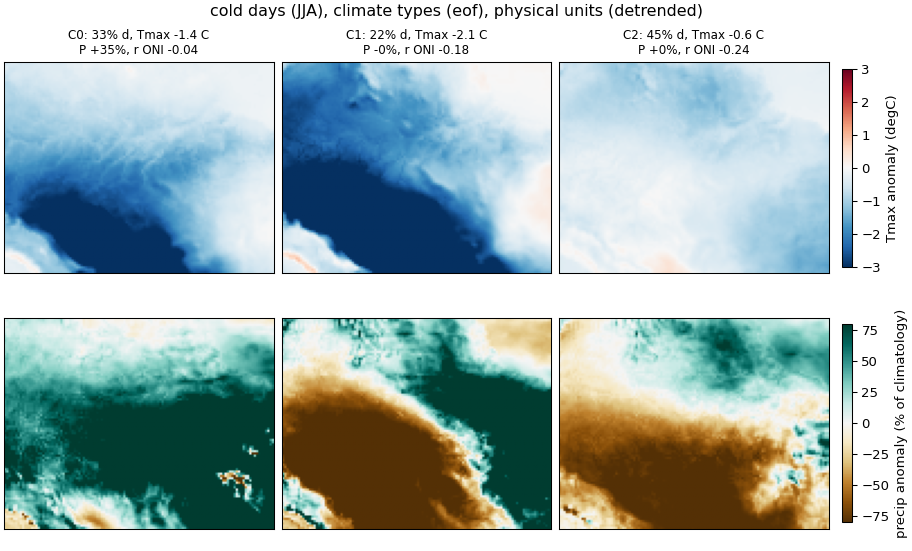 cold days (JJA), climate types (eof), physical units (detrended)
C0: 33% d, Tmax -1.4 C
P +35%, r ONI -0.04
C1: 22% d, Tmax -2.1 C
P -0%, r ONI -0.18
C2: 45% d, Tmax -0.6 C
P +0%, r ONI -0.24
3
2
1
0
−1
−2
−3
Tmax anomaly (degC)
75
50
25
0
−25
−50
−75
precip anomaly (% of climatology)